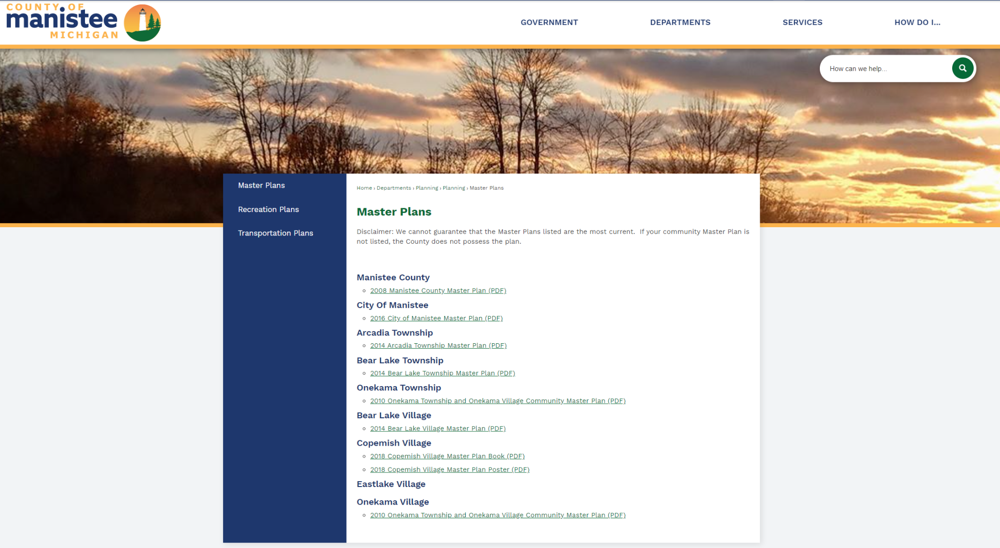 COUNTY OF
manistee
MICHIGAN
GOVERNMENT
DEPARTMENTS
SERVICES
HOW DO I...
How can we help...
Master Plans
Recreation Plans
Transportation Plans
Home › Departments › Planning › Planning › Master Plans
Master Plans
Disclaimer: We cannot guarantee that the Master Plans listed are the most current.  If your community Master Plan is
not listed, the County does not possess the plan.
Manistee County
2008 Manistee County Master Plan (PDF)
City Of Manistee
2016 City of Manistee Master Plan (PDF)
Arcadia Township
2014 Arcadia Township Master Plan (PDF)
Bear Lake Township
2014 Bear Lake Township Master Plan (PDF)
Onekama Township
2010 Onekama Township and Onekama Village Community Master Plan (PDF)
Bear Lake Village
2014 Bear Lake Village Master Plan (PDF)
Copemish Village
2018 Copemish Village Master Plan Book (PDF)
2018 Copemish Village Master Plan Poster (PDF)
Eastlake Village
Onekama Village
2010 Onekama Township and Onekama Village Community Master Plan (PDF)